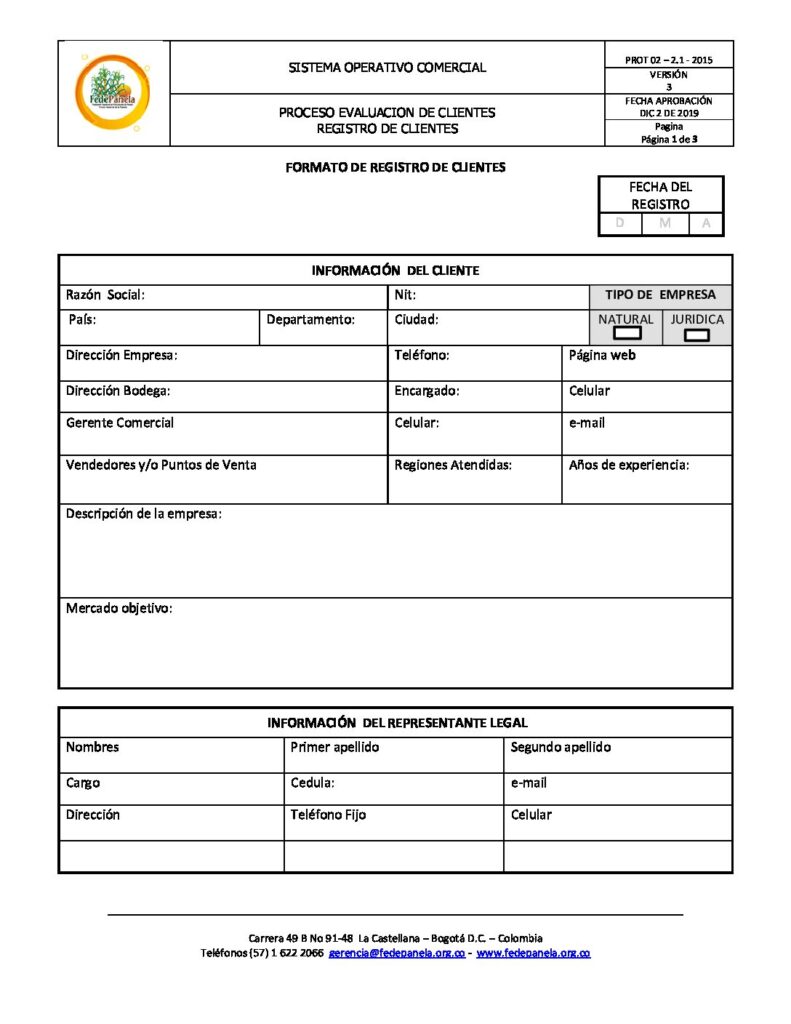 FedePanela
SISTEMA OPERATIVO COMERCIAL
PROT 02 – 2.1 - 2015
VERSIÓN
3
PROCESO EVALUACION DE CLIENTES
REGISTRO DE CLIENTES
FECHA APROBACIÓN
DIC 2 DE 2019
Pagina
Página 1 de 3
FORMATO DE REGISTRO DE CLIENTES
FECHA DEL
REGISTRO
D M A
INFORMACIÓN DEL CLIENTE
Razón Social: Nit: TIPO DE EMPRESA
País: Departamento: Ciudad: NATURAL JURIDICA
Dirección Empresa: Teléfono: Página web
Dirección Bodega: Encargado: Celular
Gerente Comercial Celular: e-mail
Vendedores y/o Puntos de Venta Regiones Atendidas: Años de experiencia:
Descripción de la empresa:
Mercado objetivo:
INFORMACIÓN DEL REPRESENTANTE LEGAL
Nombres Primer apellido Segundo apellido
Cargo Cedula: e-mail
Dirección Teléfono Fijo Celular
Carrera 49 B No 91-48 La Castellana – Bogotá D.C. – Colombia
Teléfonos (57) 1 622 2066 gerencia@fedepanela.org.co - www.fedepanela.org.co